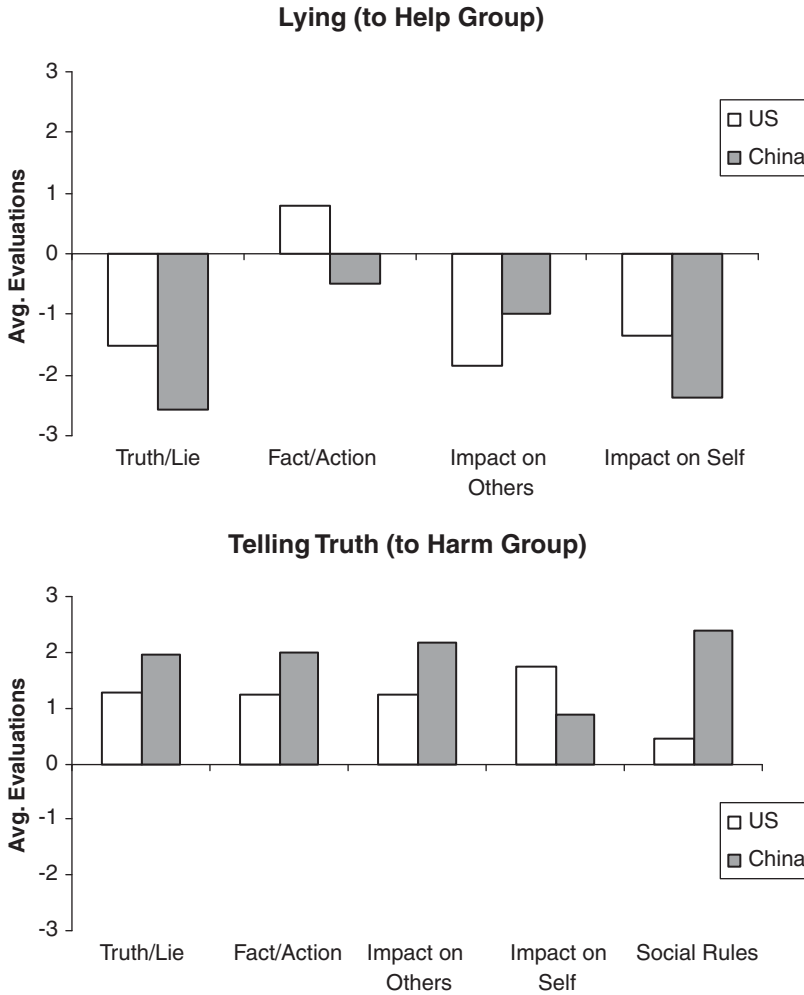 Lying (to Help Group)
3
2
1
0
-1
-2
-3
Avg. Evaluations
US
China
Truth/Lie
Fact/Action
Impact on
Others
Impact on Self
Telling Truth (to Harm Group)
3
2
1
0
-1
-2
-3
Avg. Evaluations
US
China
Truth/Lie
Fact/Action
Impact on
Others
Impact on
Self
Social Rules